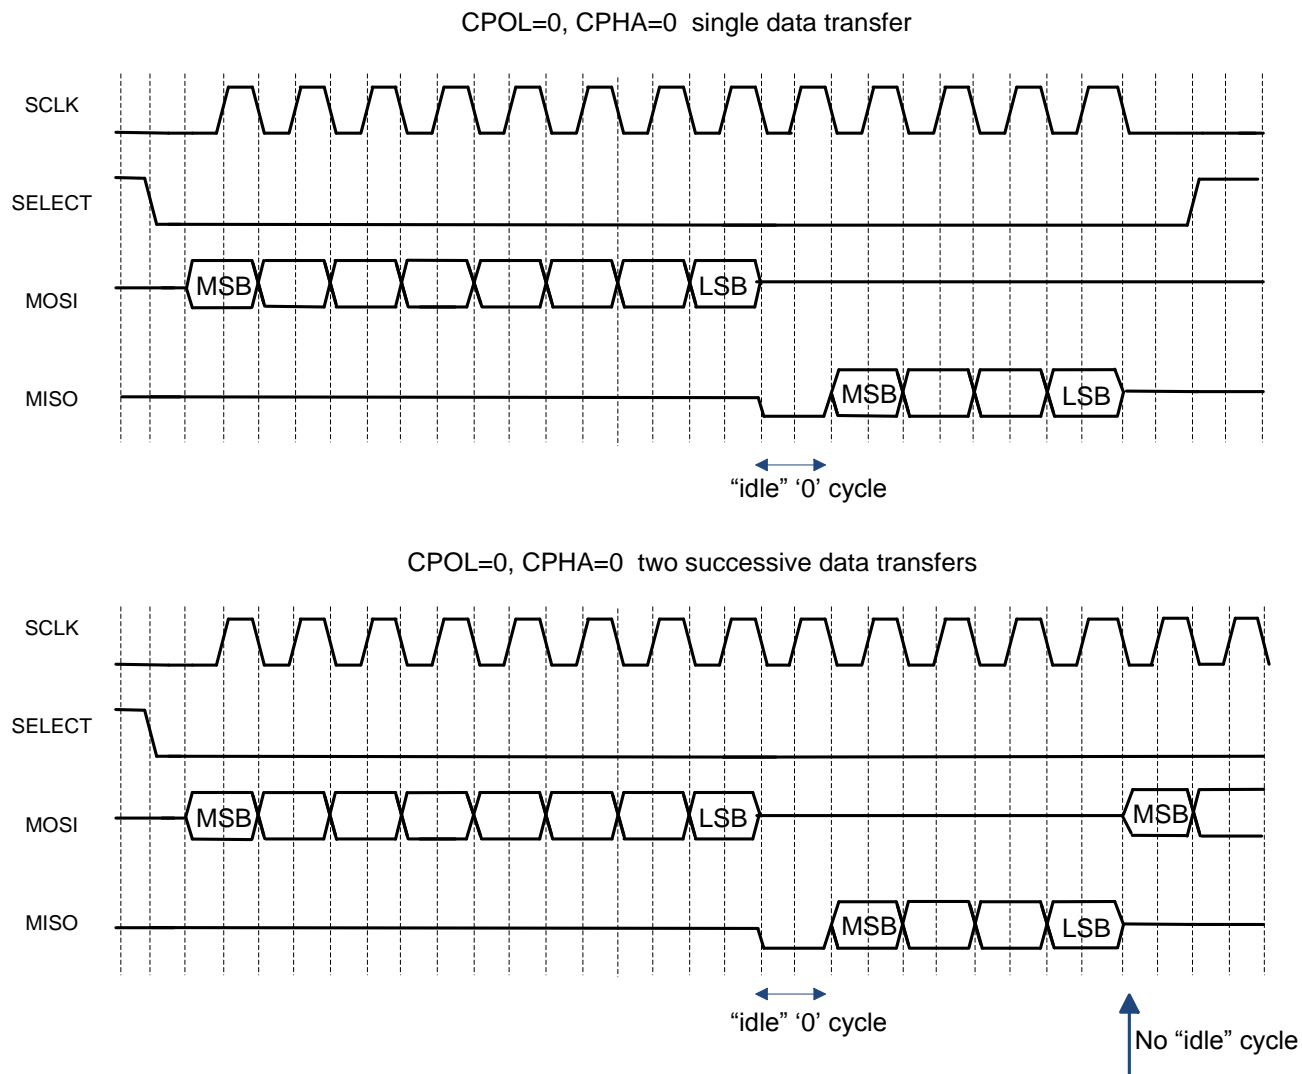 CPOL=0, CPHA=0  single data transfer
SCLK
SELECT
MOSI
MSB
LSB
MISO
MSB
LSB
“idle” ‘0’ cycle
CPOL=0, CPHA=0  two successive data transfers
SCLK
SELECT
MOSI
MSB
LSB
MSB
MISO
MSB
LSB
“idle” ‘0’ cycle
No “idle” cycle